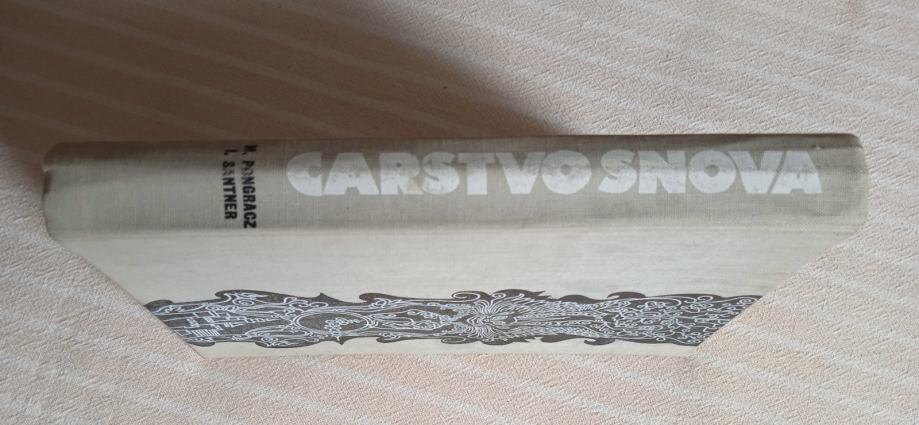 M. PONGRACZ
I. SANTNER
CARSTVO SNOVA